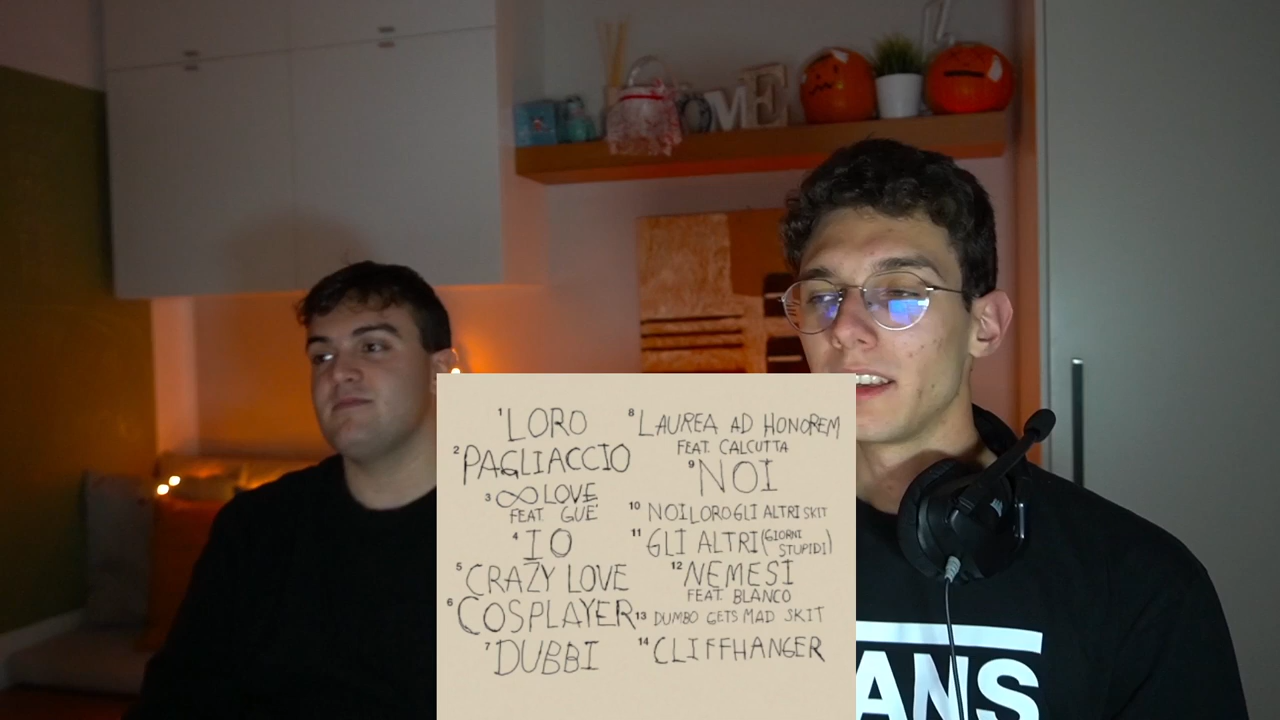 ME
1 LORO
2 PAGLIACCIO
3 ∞ LOVE
FEAT. GUE'
4 IO
5 CRAZY LOVE
6 COSPLAYER
7 DUBBI
8 LAUREA AD HONOREM
FEAT. CALCUTTA
9 NOI
10 NOI LORO GLI ALTRI SKIT
11 GLI ALTRI (GIORNI STUPIDI)
12 NEMESI
FEAT. BLANCO
13 DUMBO GETS MAD SKIT
14 CLIFFHANGER
ANS